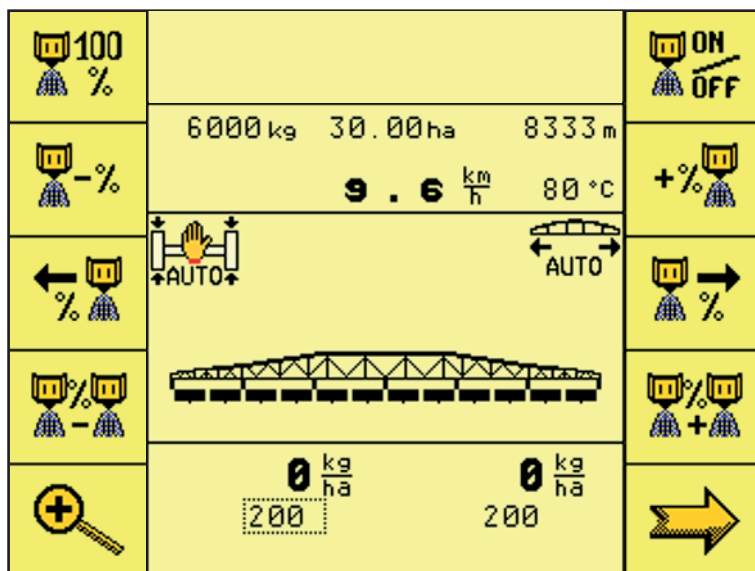 100
%
ON
OFF
6000 kg 30.00 ha 8333 m
-%
9.6 km/h 80 °C
+%
AUTO
AUTO
%
%
%
-
%
+
0 kg/ha 0 kg/ha
200 200